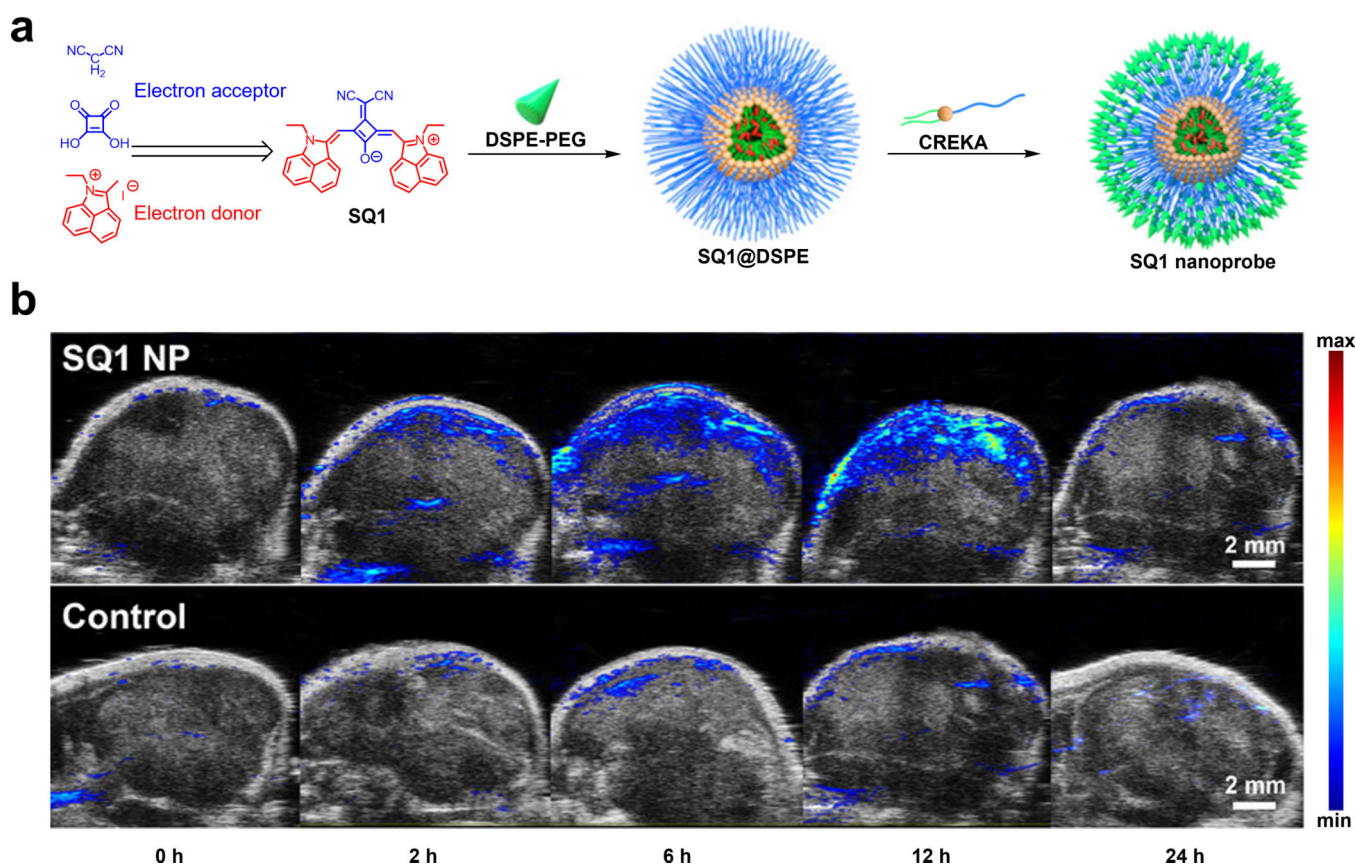 a
NC CN
C
H₂
O O
HO OH
Electron acceptor
N ⊕ I ⊖
Electron donor
NC CN
N
O⊖
N ⊕
SQ1
DSPE-PEG
SQ1@DSPE
CREKA
SQ1 nanoprobe
b
SQ1 NP
2 mm
Control
2 mm
max
min
0 h 2 h 6 h 12 h 24 h